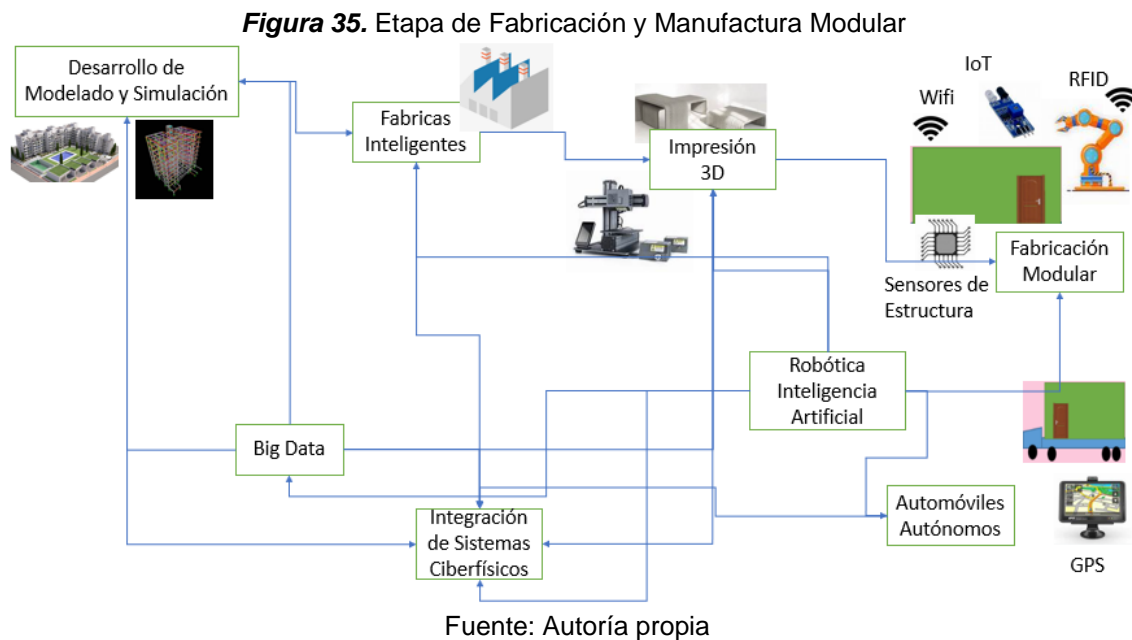 Figura 35. Etapa de Fabricación y Manufactura Modular
Desarrollo de
Modelado y Simulación
Fabricas
Inteligentes
Impresión
3D
Wifi
IoT
RFID
Sensores de
Estructura
Fabricación
Modular
Robótica
Inteligencia
Artificial
Big Data
Integración
de Sistemas
Ciberfísicos
Automóviles
Autónomos
GPS
Fuente: Autoría propia